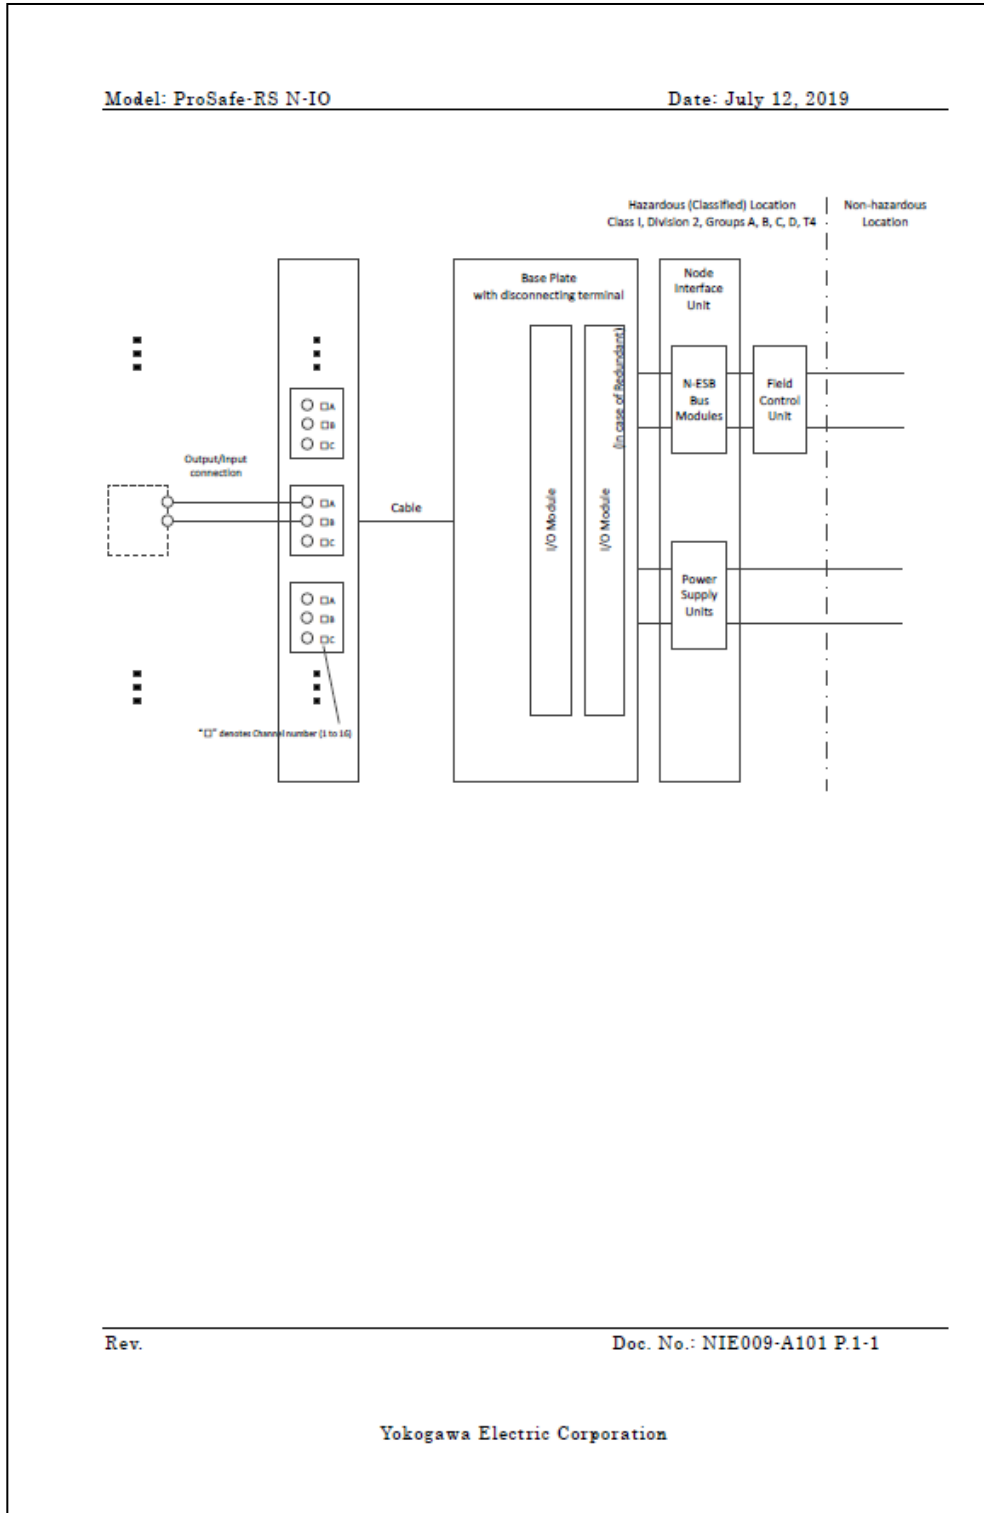 Model: ProSafe-RS N-IO
Date: July 12, 2019
Hazardous (Classified) Location
Class I, Division 2, Groups A, B, C, D, T4
Non-hazardous
Location
Base Plate
with disconnecting terminal
Node
Interface
Unit
(In case of Redundant)
N-ESB
Bus
Modules
Field
Control
Unit
□A
□B
□C
Output/Input
connection
□A
□B
□C
Cable
I/O Module
I/O Module
Power
Supply
Units
□A
□B
□C
"□" denotes Channel number (1 to 16)
Rev.
Doc. No.: NIE009-A101 P.1-1
Yokogawa Electric Corporation